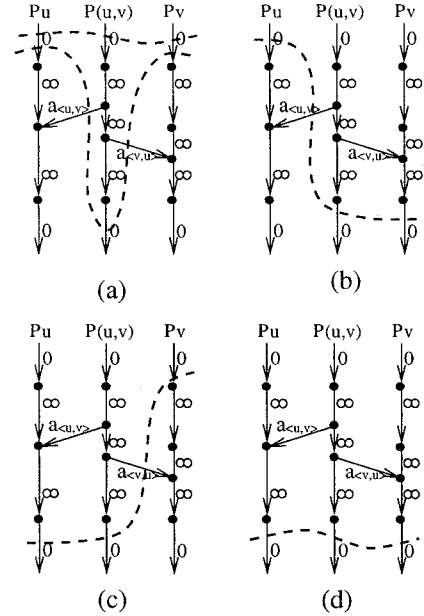 Pu P(u,v) Pv
0 0 0
∞ ∞ ∞
a<u,v>
∞
a<v,u>
∞ ∞ ∞
0 0 0
(a)
Pu P(u,v) Pv
0 0 0
∞ ∞ ∞
a<u,v>
∞
a<v,u>
∞ ∞ ∞
0 0 0
(b)
Pu P(u,v) Pv
0 0 0
∞ ∞ ∞
a<u,v>
∞
a<v,u>
∞ ∞ ∞
0 0 0
(c)
Pu P(u,v) Pv
0 0 0
∞ ∞ ∞
a<u,v>
∞
a<v,u>
∞ ∞ ∞
0 0 0
(d)